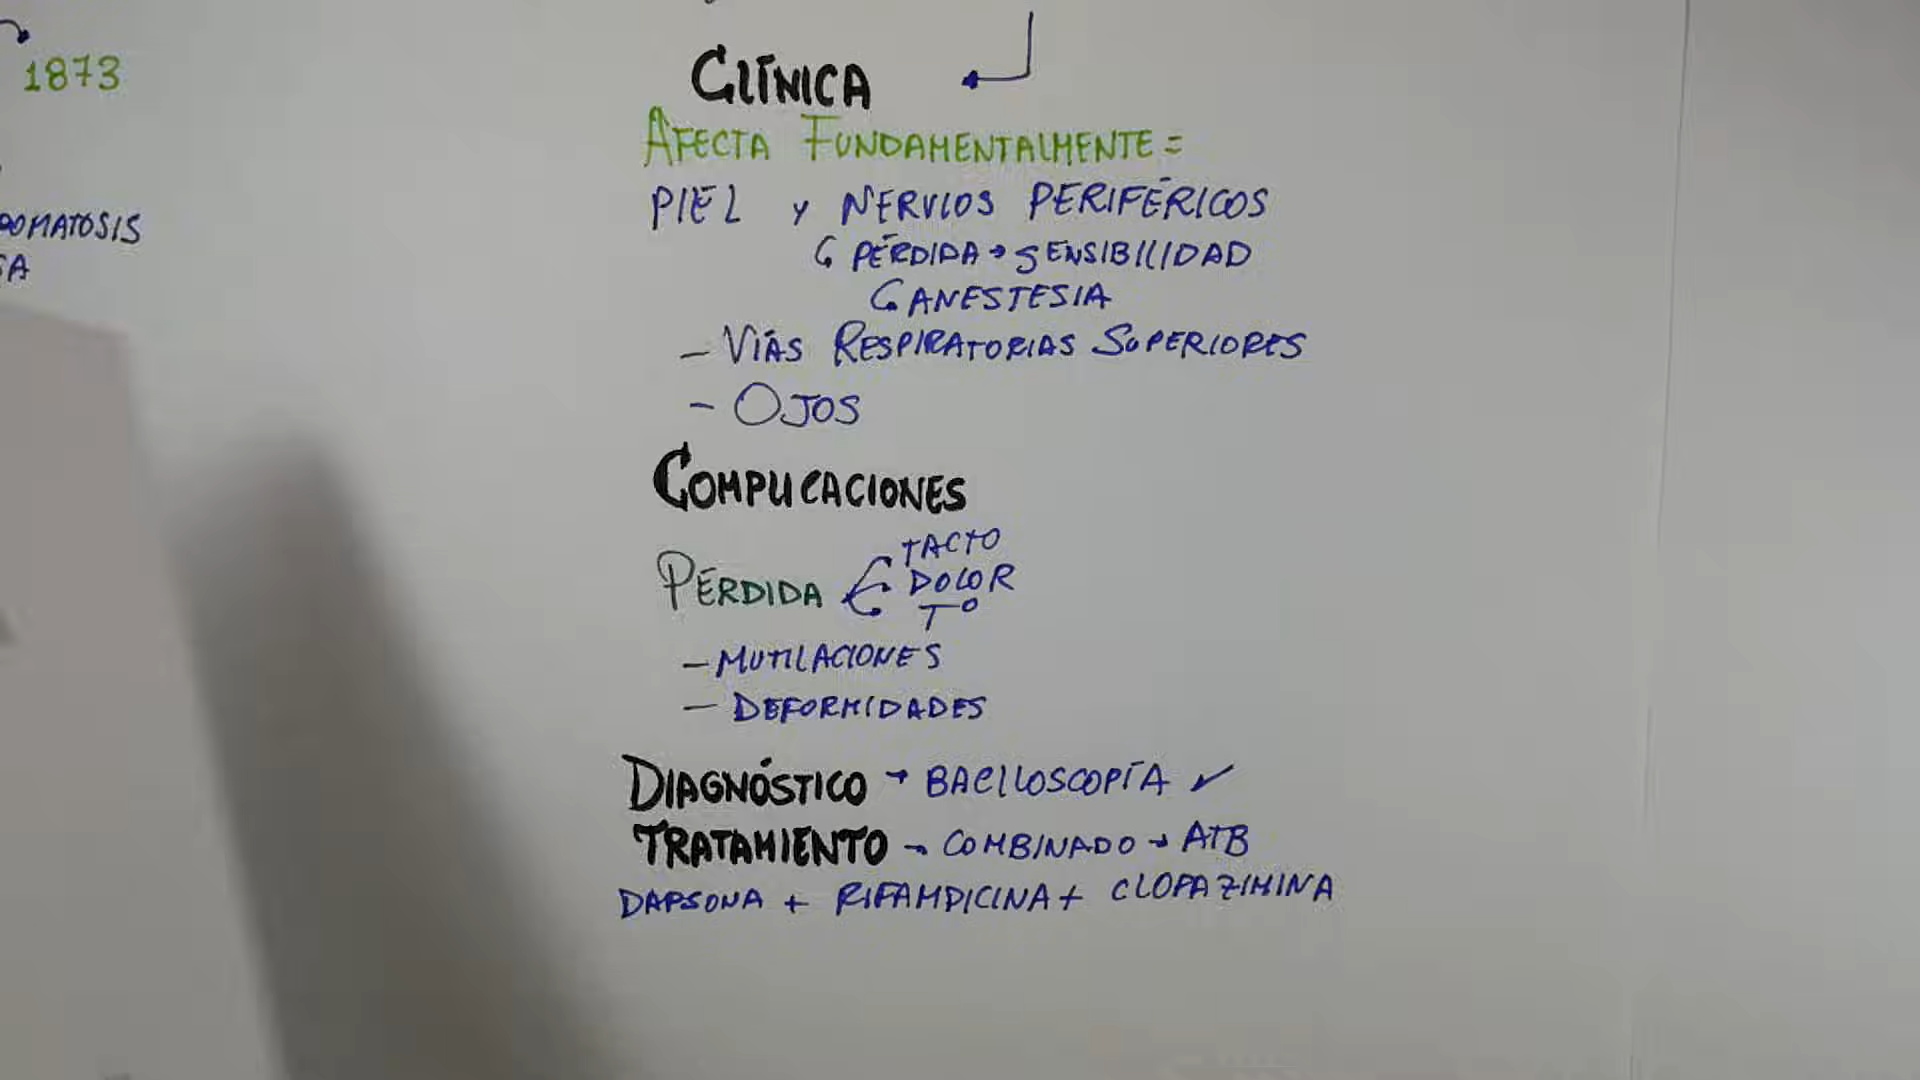 1873
CLÍNICA
AFECTA FUNDAMENTALMENTE =
PIEL y NERVIOS PERIFÉRICOS
PÉRDIDA → SENSIBILIDAD
ANESTESIA
- VÍAS RESPIRATORIAS SUPERIORES
- OJOS
COMPLICACIONES
PÉRDIDA TACTO
DOLOR
Tº
- MUTILACIONES
- DEFORMIDADES
DIAGNÓSTICO → BACILOSCOPÍA ✓
TRATAMIENTO → COMBINADO → ATB
DAPSONA + RIFAMPICINA + CLOFAZIMINA